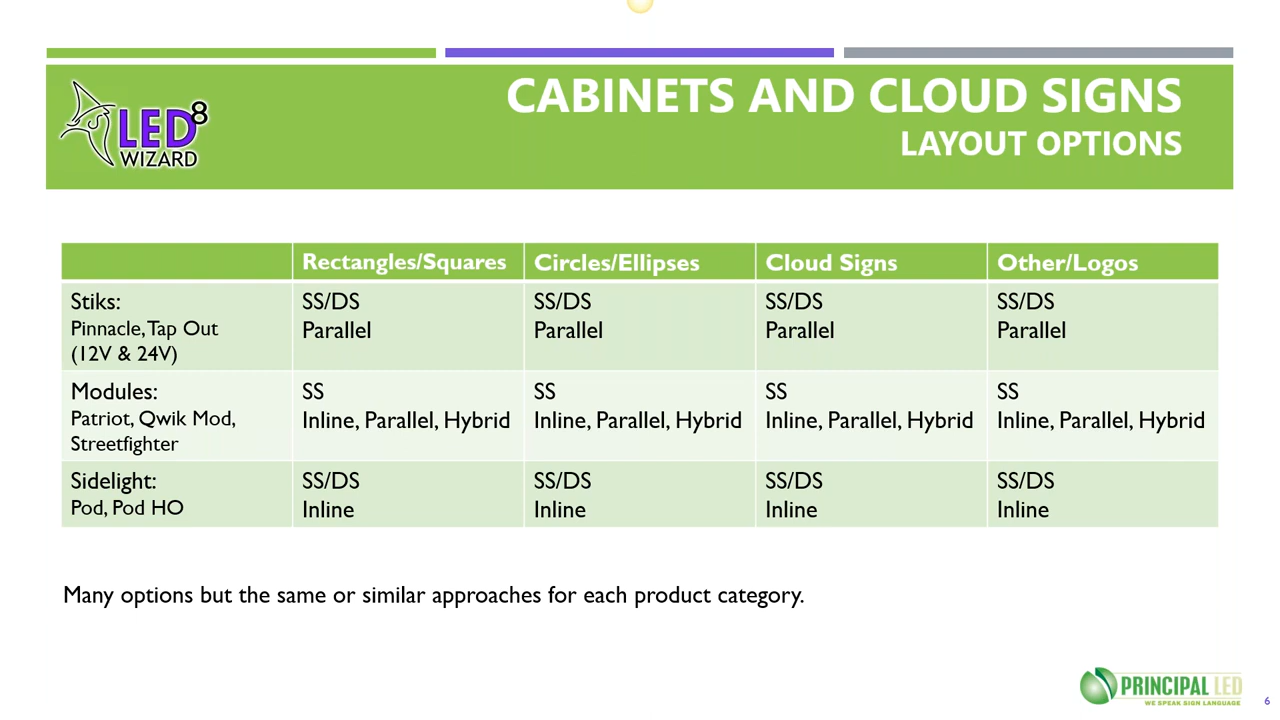 CABINETS AND CLOUD SIGNS
LAYOUT OPTIONS
LED8
WIZARD
Rectangles/Squares Circles/Ellipses Cloud Signs Other/Logos
Stiks: SS/DS SS/DS SS/DS SS/DS
Pinnacle, Tap Out Parallel Parallel Parallel Parallel
(12V & 24V)
Modules: SS SS SS SS
Patriot, Qwik Mod, Inline, Parallel, Hybrid Inline, Parallel, Hybrid Inline, Parallel, Hybrid Inline, Parallel, Hybrid
Streetfighter
Sidelight: SS/DS SS/DS SS/DS SS/DS
Pod, Pod HO Inline Inline Inline Inline
Many options but the same or similar approaches for each product category.
PRINCIPAL LED
WE SPEAK SIGN LANGUAGE
6